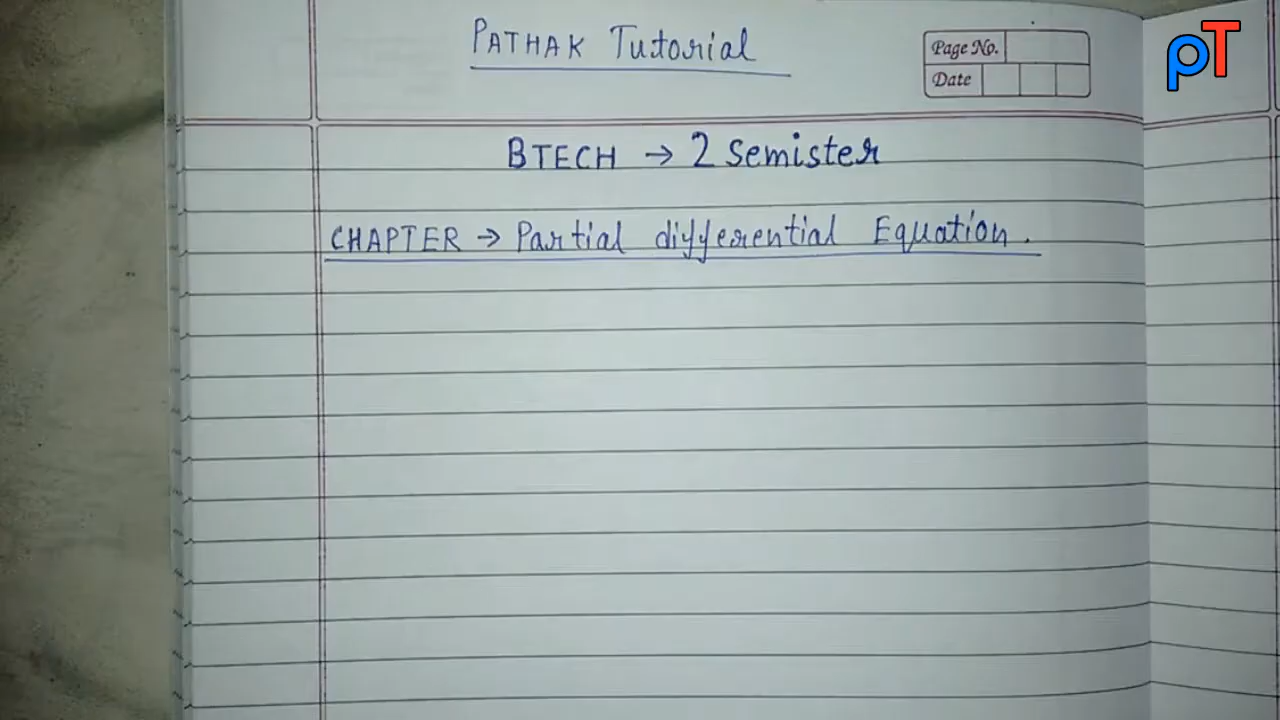 PATHAK Tutorial
Page No.
Date
pT
BTECH → 2 Semister
CHAPTER → Partial differential Equation.